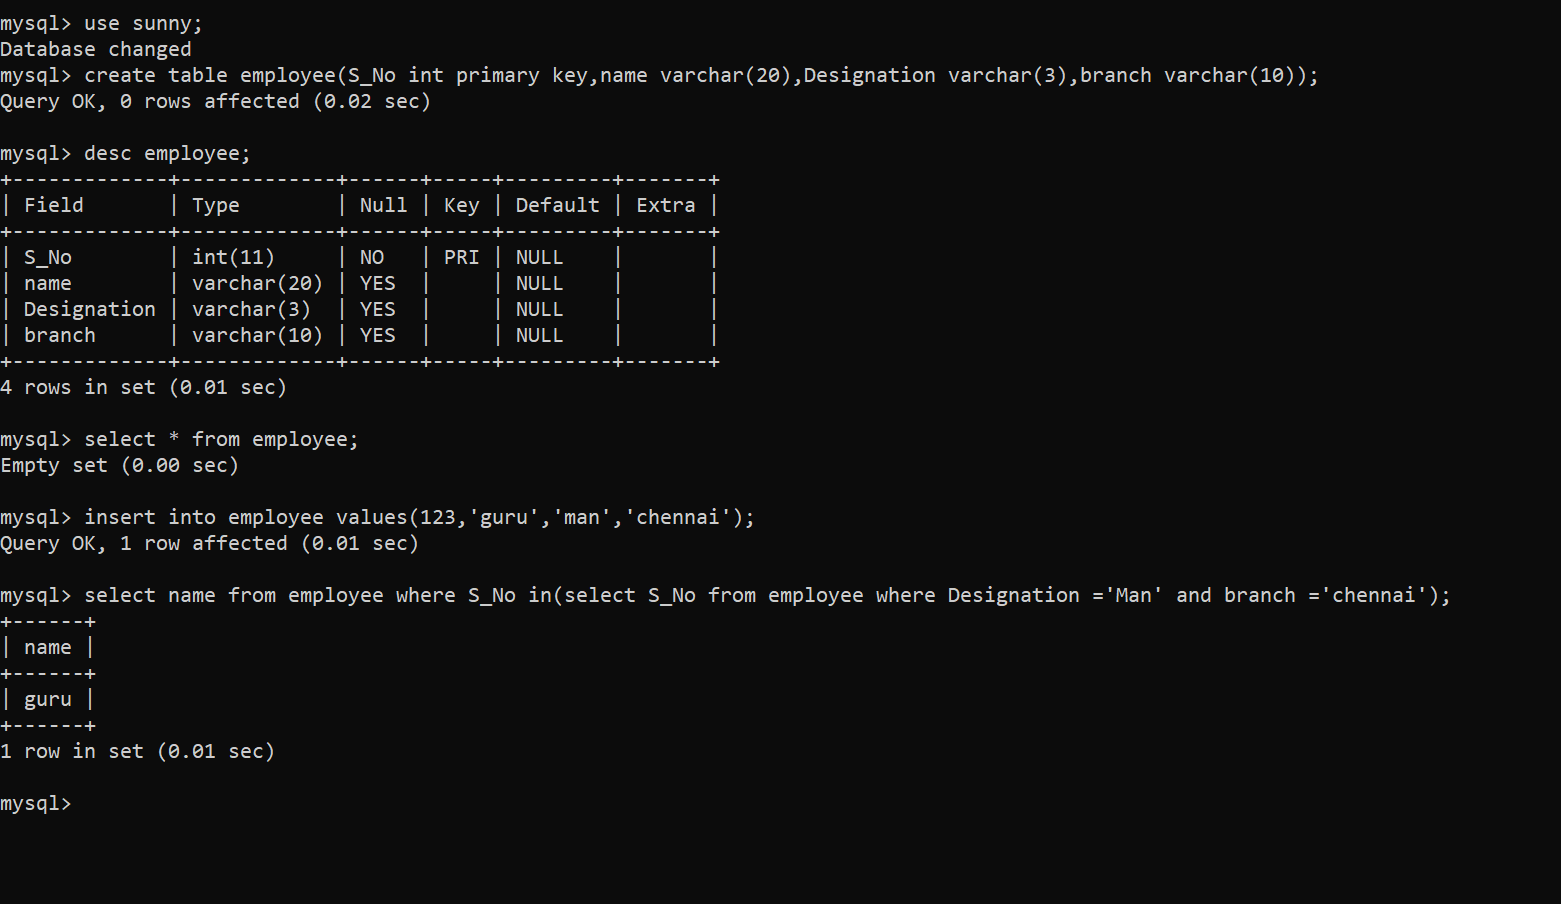 mysql> use sunny;
Database changed
mysql> create table employee(S_No int primary key,name varchar(20),Designation varchar(3),branch varchar(10));
Query OK, 0 rows affected (0.02 sec)

mysql> desc employee;
+-------------+-------------+------+-----+---------+-------+
| Field       | Type        | Null | Key | Default | Extra |
+-------------+-------------+------+-----+---------+-------+
| S_No        | int(11)     | NO   | PRI | NULL    |       |
| name        | varchar(20) | YES  |     | NULL    |       |
| Designation | varchar(3)  | YES  |     | NULL    |       |
| branch      | varchar(10) | YES  |     | NULL    |       |
+-------------+-------------+------+-----+---------+-------+
4 rows in set (0.01 sec)

mysql> select * from employee;
Empty set (0.00 sec)

mysql> insert into employee values(123,'guru','man','chennai');
Query OK, 1 row affected (0.01 sec)

mysql> select name from employee where S_No in(select S_No from employee where Designation ='Man' and branch ='chennai');
+------+
| name |
+------+
| guru |
+------+
1 row in set (0.01 sec)

mysql>